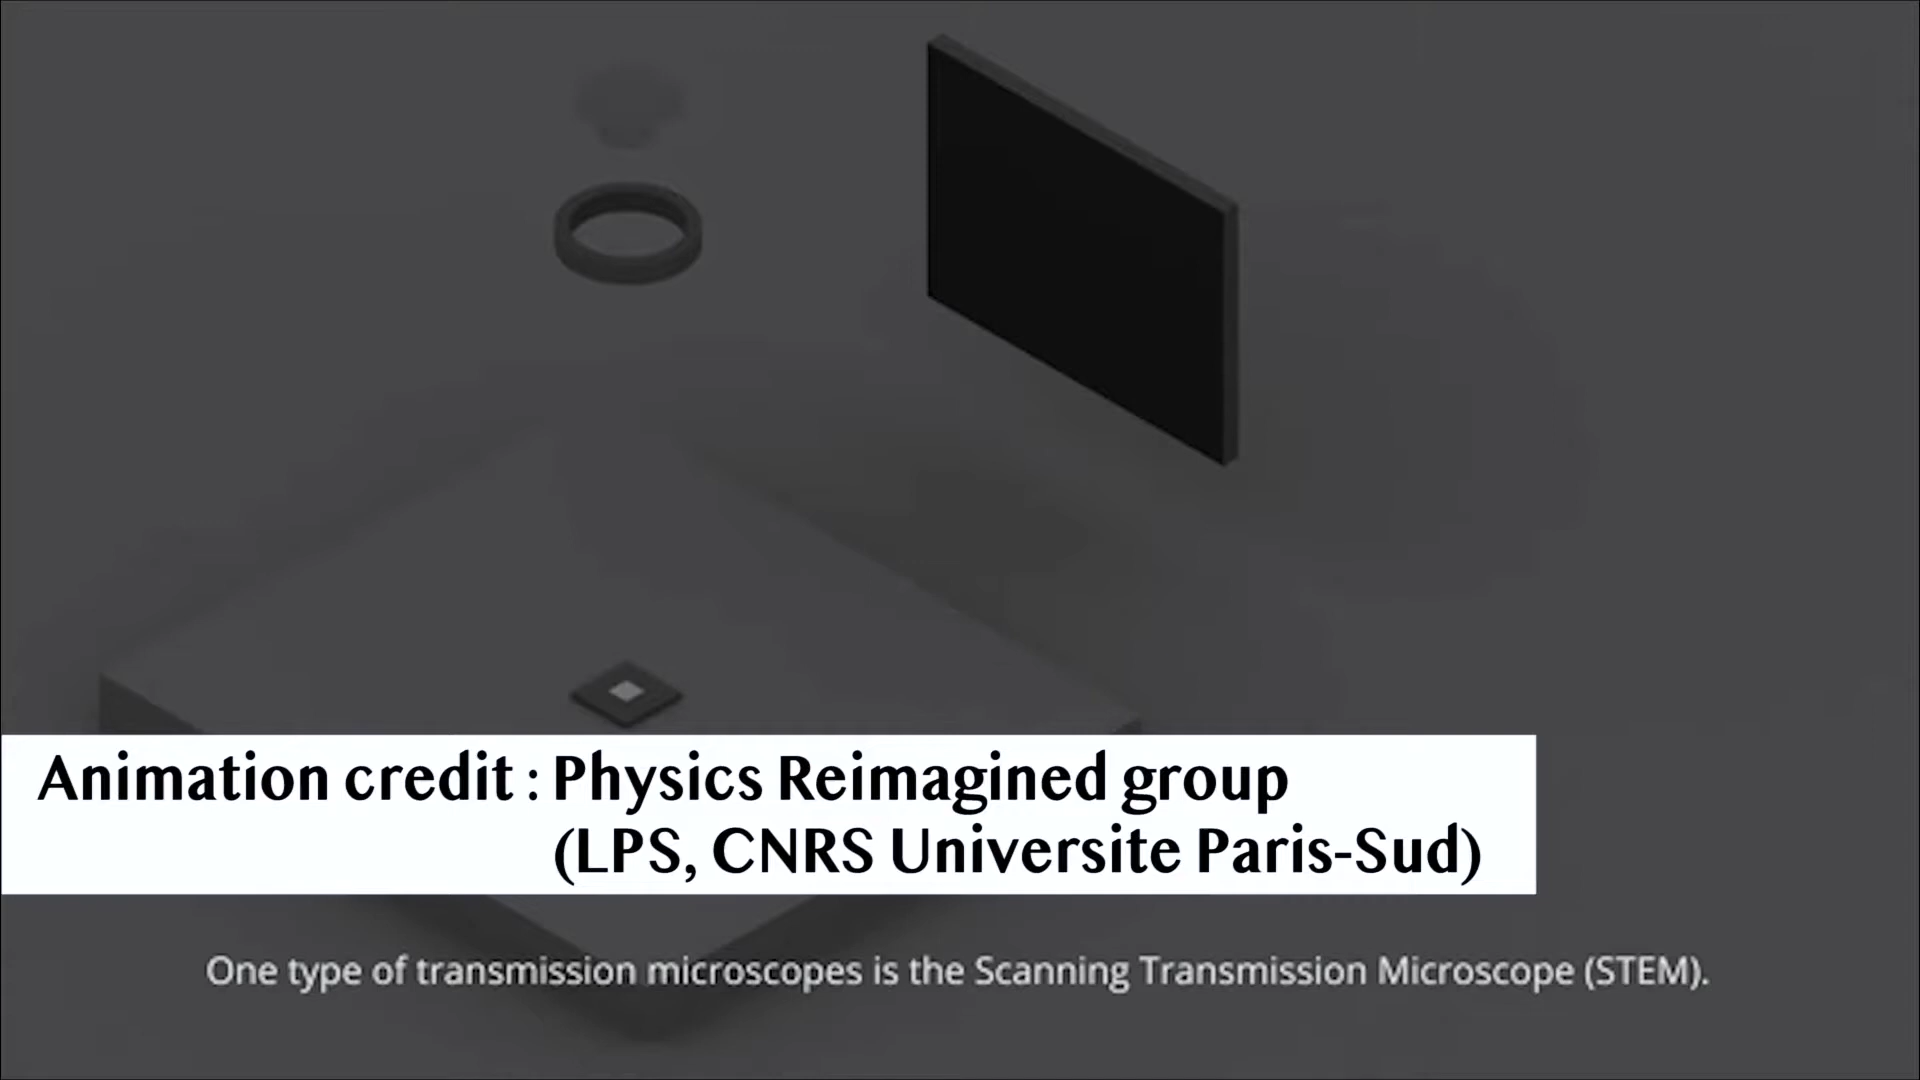 Animation credit : Physics Reimagined group
(LPS, CNRS Universite Paris-Sud)
One type of transmission microscopes is the Scanning Transmission Microscope (STEM).